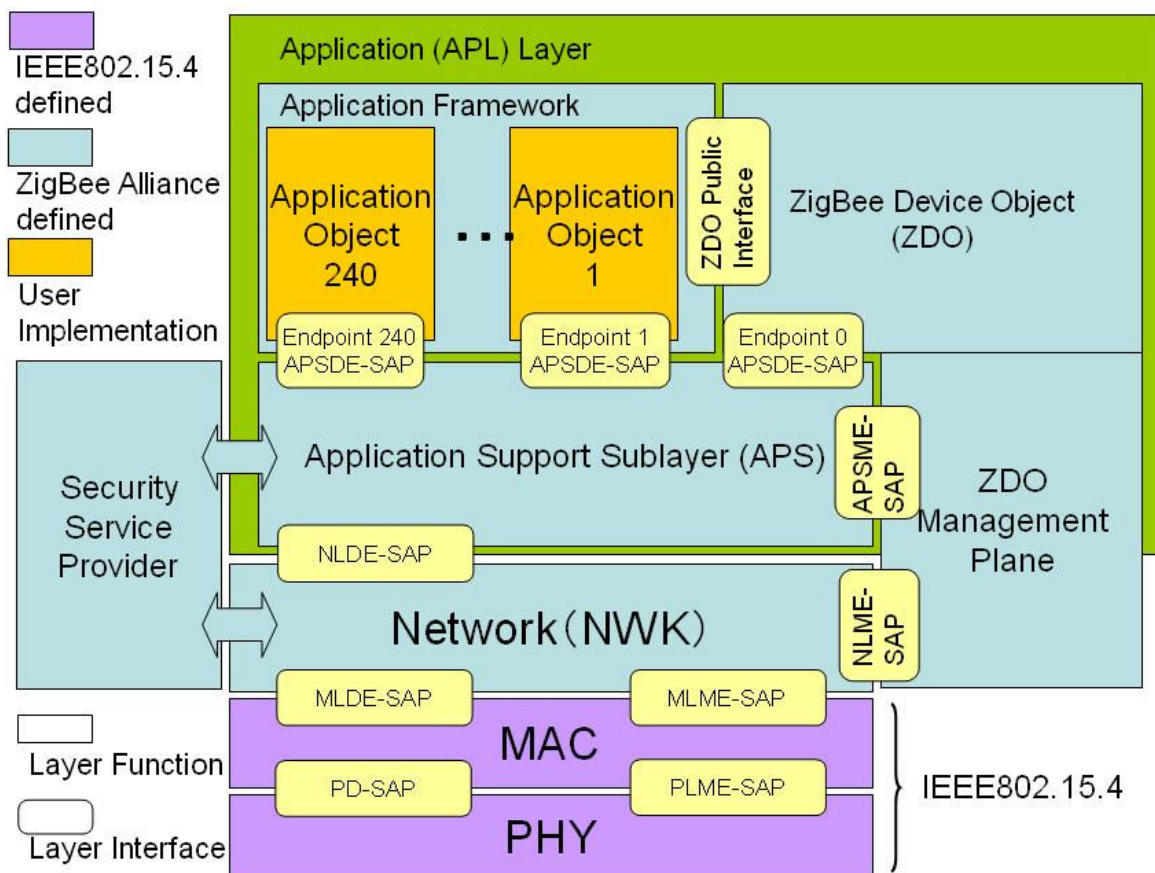 IEEE802.15.4
defined
ZigBee Alliance
defined
User
Implementation
Application (APL) Layer
Application Framework
Application
Object
240
...
Application
Object
1
ZDO Public
Interface
ZigBee Device Object
(ZDO)
Endpoint 240
APSDE-SAP
Endpoint 1
APSDE-SAP
Endpoint 0
APSDE-SAP
Security
Service
Provider
Application Support Sublayer (APS)
APSME-
SAP
ZDO
Management
Plane
NLDE-SAP
Network(NWK)
NLME-
SAP
MLDE-SAP
MLME-SAP
MAC
PD-SAP
PLME-SAP
PHY
IEEE802.15.4
Layer Function
Layer Interface